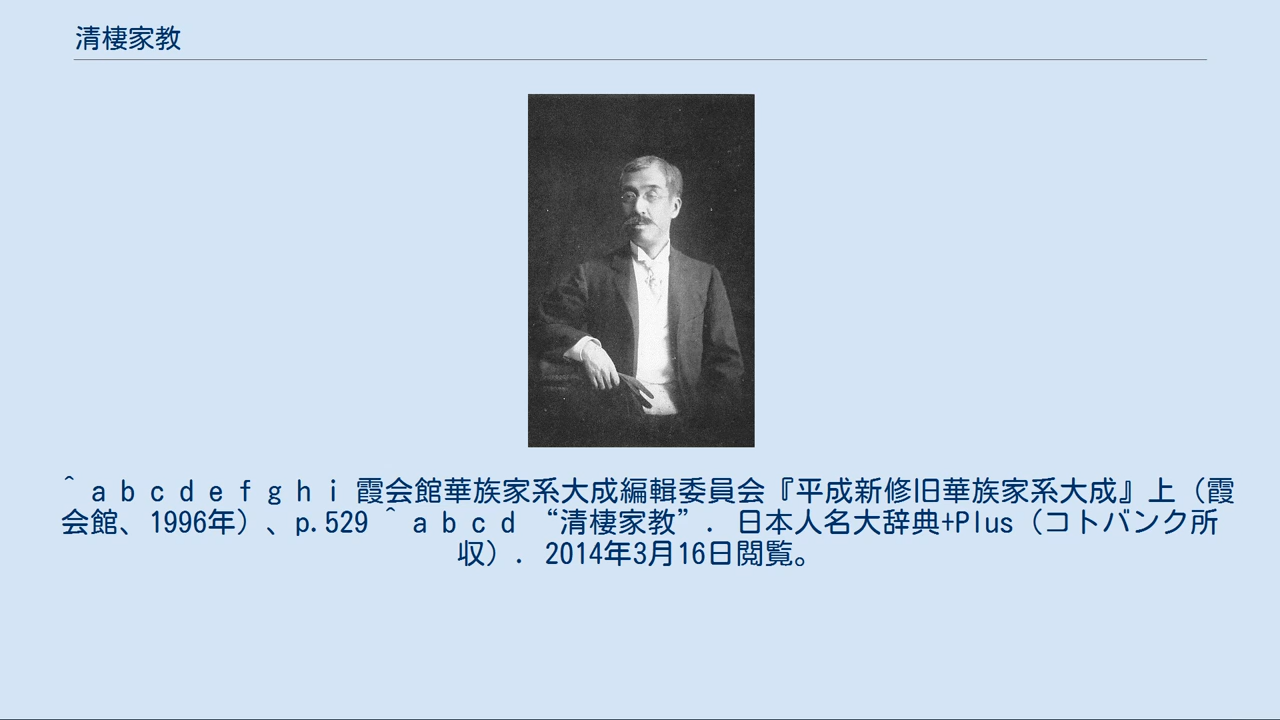 清棲家教
^ a b c d e f g h i 霞会館華族家系大成編輯委員会『平成新修旧華族家系大成』上（霞
会館、1996年）、p.529 ^ a b c d “清棲家教”. 日本人名大辞典+Plus（コトバンク所
収）. 2014年3月16日閲覧。